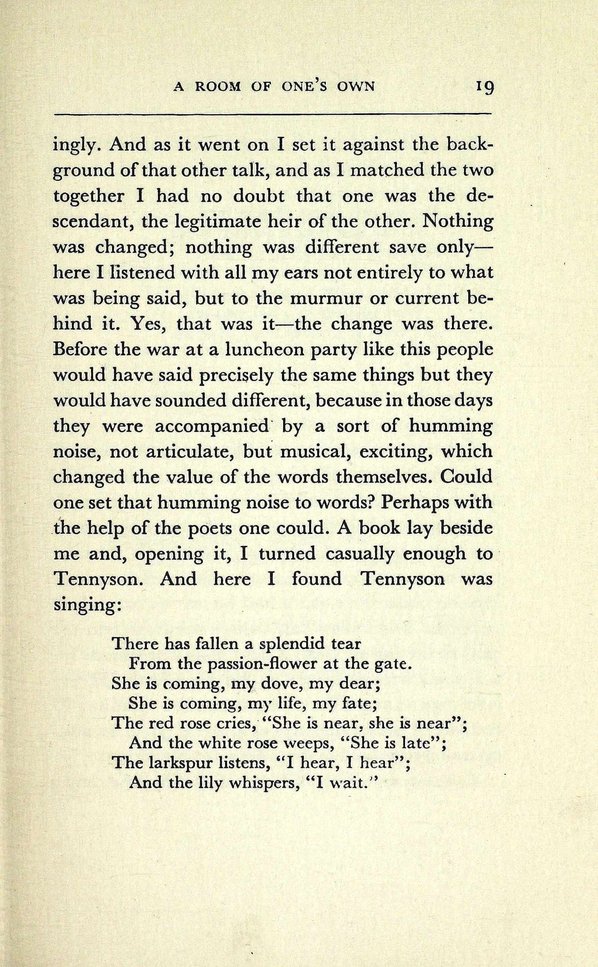 A ROOM OF ONE'S OWN 19
ingly. And as it went on I set it against the back-
ground of that other talk, and as I matched the two
together I had no doubt that one was the de-
scendant, the legitimate heir of the other. Nothing
was changed; nothing was different save only—
here I listened with all my ears not entirely to what
was being said, but to the murmur or current be-
hind it. Yes, that was it—the change was there.
Before the war at a luncheon party like this people
would have said precisely the same things but they
would have sounded different, because in those days
they were accompanied by a sort of humming
noise, not articulate, but musical, exciting, which
changed the value of the words themselves. Could
one set that humming noise to words? Perhaps with
the help of the poets one could. A book lay beside
me and, opening it, I turned casually enough to
Tennyson. And here I found Tennyson was
singing:
There has fallen a splendid tear
From the passion-flower at the gate.
She is coming, my dove, my dear;
She is coming, my life, my fate;
The red rose cries, "She is near, she is near";
And the white rose weeps, "She is late";
The larkspur listens, "I hear, I hear";
And the lily whispers, "I wait."